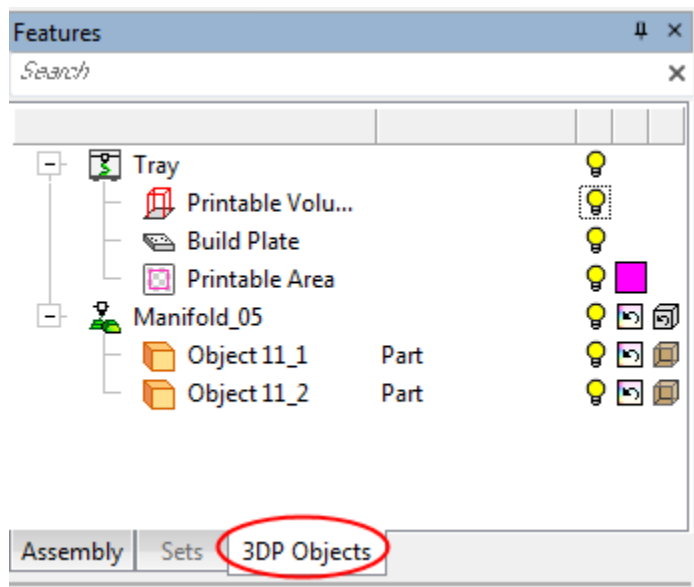 Features
Search
Tray
Printable Volu...
Build Plate
Printable Area
Manifold_05
Object 11_1 Part
Object 11_2 Part
Assembly Sets 3DP Objects